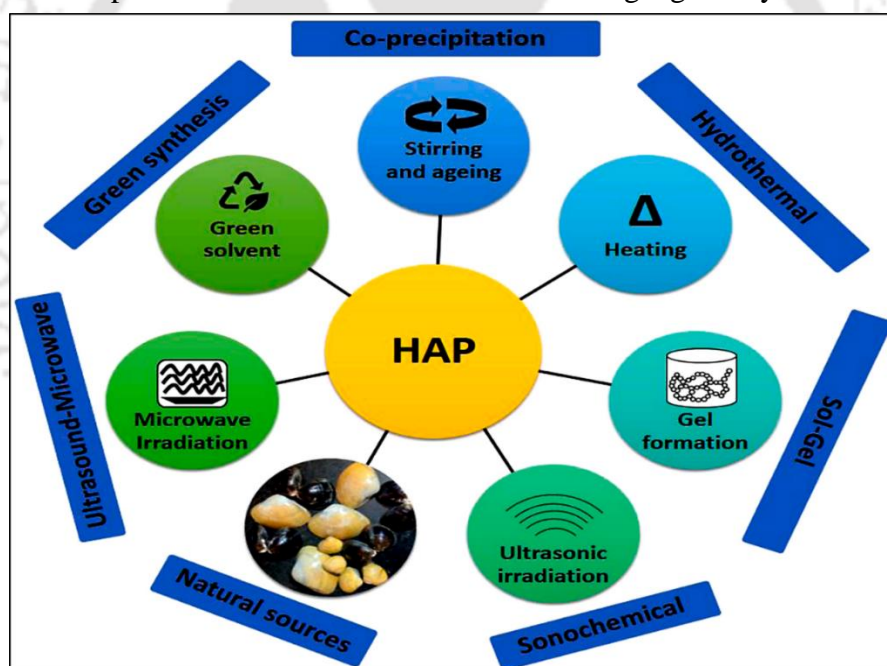 Co-precipitation
Green synthesis
Hydrothermal
Stirring
and ageing
Green
solvent
Δ
Heating
HAP
Ultrasound-Microwave
Microwave
Irradiation
Gel
formation
Sol-Gel
Ultrasonic
irradiation
Natural sources
Sonochemical